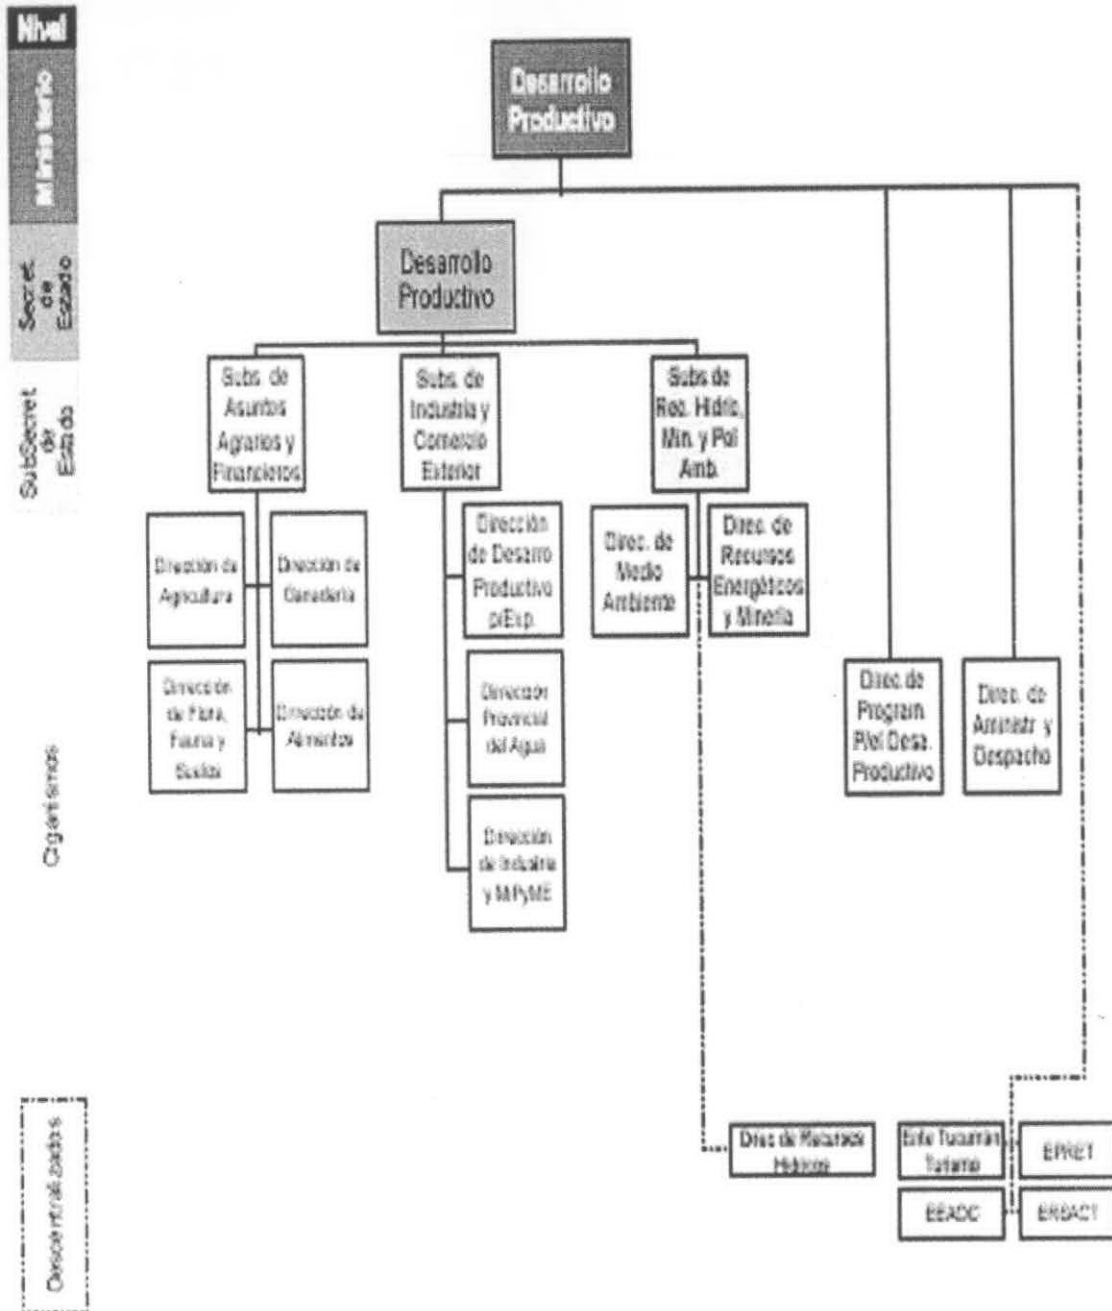 Nivel
Ministerio
Secret.
de
Estado
SubSecret
de
Estado
Organismos
Descentralizados
Desarrollo
Productivo
Desarrollo
Productivo
Subs. de
Asuntos
Agrarios y
Financieros
Subs. de
Industria y
Comercio
Exterior
Subs de
Rec. Hidric,
Min. y Pol
Amb.
Dirección de
Agricultura
Dirección de
Ganadería
Dirección
de Flora,
Fauna y
Suelos
Dirección de
Alimentos
Dirección
de Desarro
Productivo
p/Exp.
Dirección
Provincial
del Agua
Dirección
de Industria
y MiPyME
Direc. de
Medio
Ambiente
Direc. de
Recursos
Energéticos
y Minería
Direc. de
Program.
P/el Desa.
Productivo
Direc. de
Aministr y
Despacho
Direc de Recursos
Hídricos
Ente Tucumán
Turismo
EPRET
EEAOC
ERSACT